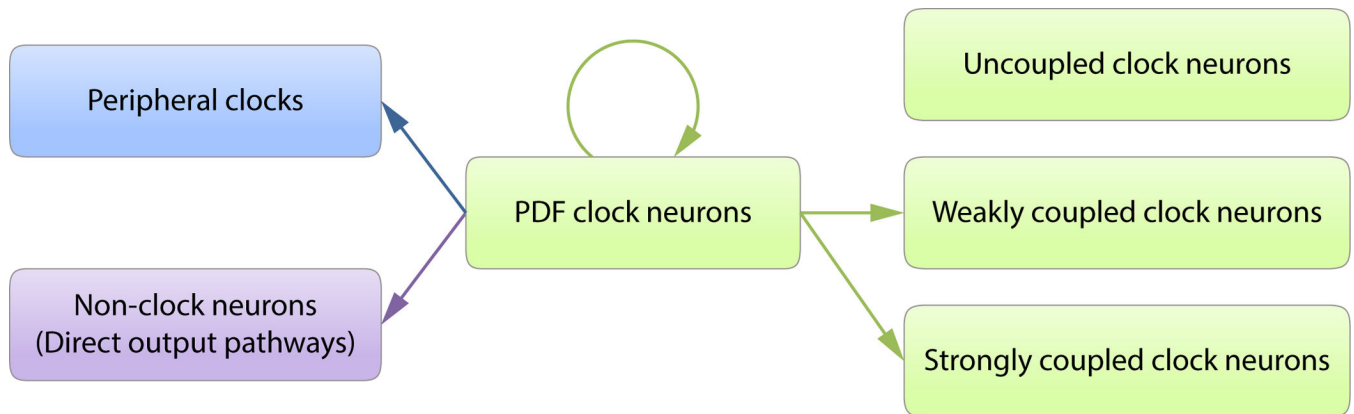 Peripheral clocks
Non-clock neurons
(Direct output pathways)
PDF clock neurons
Uncoupled clock neurons
Weakly coupled clock neurons
Strongly coupled clock neurons